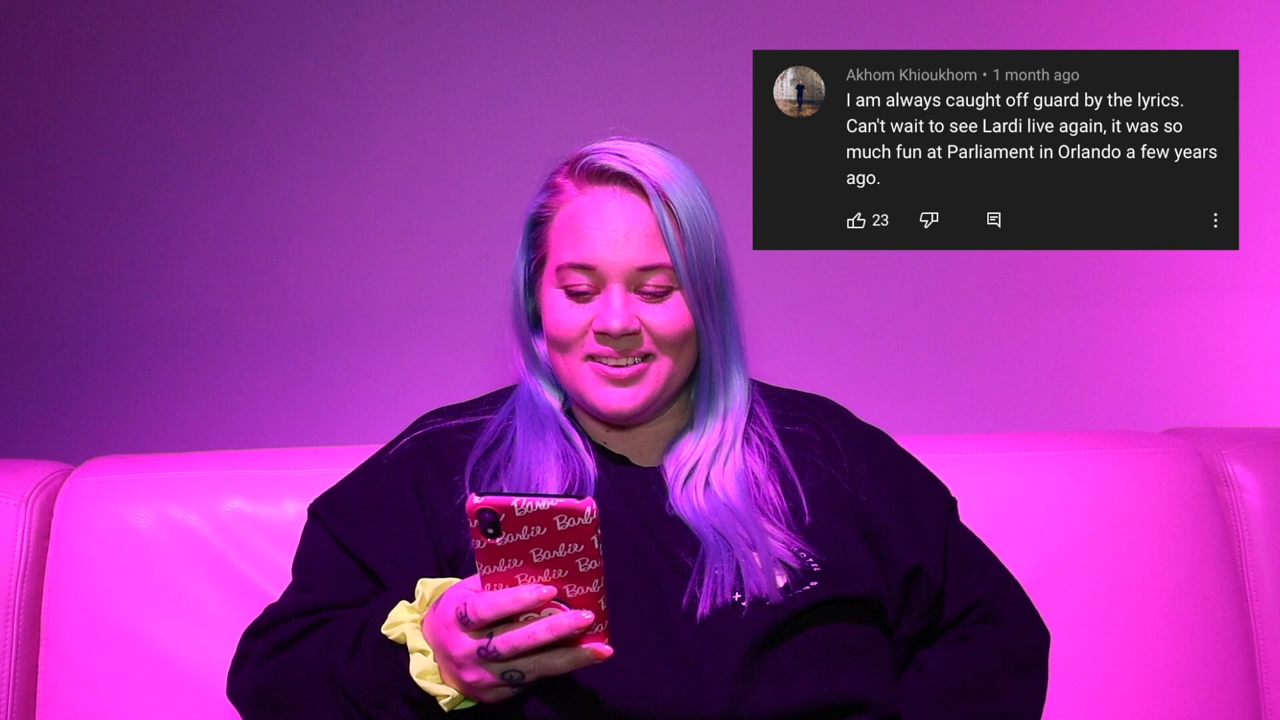 Akhom Khioukhom • 1 month ago
I am always caught off guard by the lyrics.
Can't wait to see Lardi live again, it was so
much fun at Parliament in Orlando a few years
ago.
23
Barbie
Barbie Barbie
Barbie
Barbie Barbie
Barbie